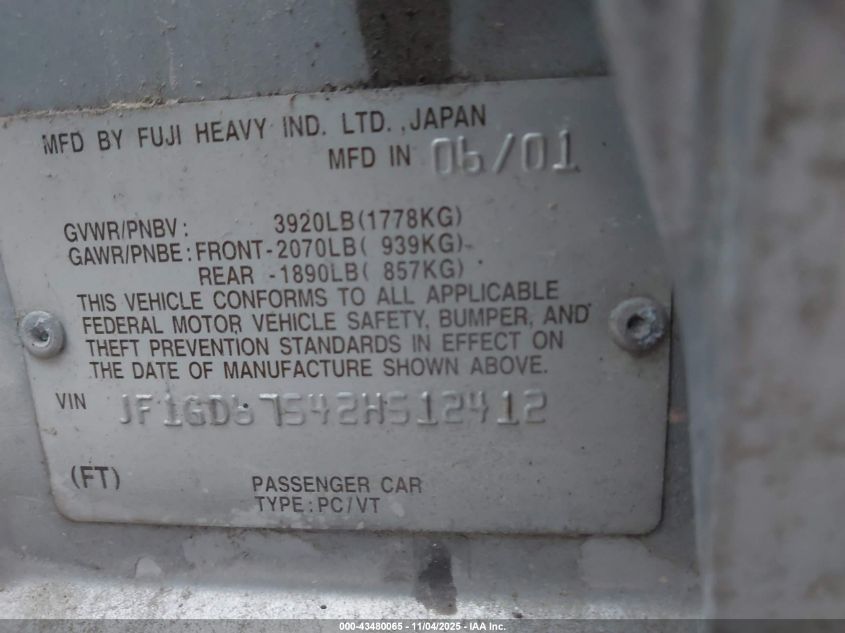 MFD BY FUJI HEAVY IND. LTD.,JAPAN
MFD IN 06/01
GVWR/PNBV: 3920LB(1778KG)
GAWR/PNBE:FRONT-2070LB( 939KG)
REAR -1890LB( 857KG)
THIS VEHICLE CONFORMS TO ALL APPLICABLE
FEDERAL MOTOR VEHICLE SAFETY, BUMPER, AND
THEFT PREVENTION STANDARDS IN EFFECT ON
THE DATE OF MANUFACTURE SHOWN ABOVE.
VIN JF1GD67542H512412
(FT) PASSENGER CAR
TYPE:PC/VT
000-43480065 - 11/04/2025 - IAA Inc.